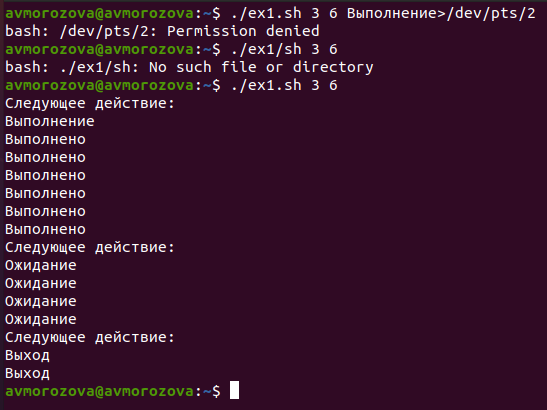 avmorozova@avmorozova:~$ ./ex1.sh 3 6 Выполнение>/dev/pts/2
bash: /dev/pts/2: Permission denied
avmorozova@avmorozova:~$ ./ex1/sh 3 6
bash: ./ex1/sh: No such file or directory
avmorozova@avmorozova:~$ ./ex1.sh 3 6
Следующее действие:
Выполнение
Выполнено
Выполнено
Выполнено
Выполнено
Выполнено
Выполнено
Следующее действие:
Ожидание
Ожидание
Ожидание
Ожидание
Следующее действие:
Выход
Выход
avmorozova@avmorozova:~$